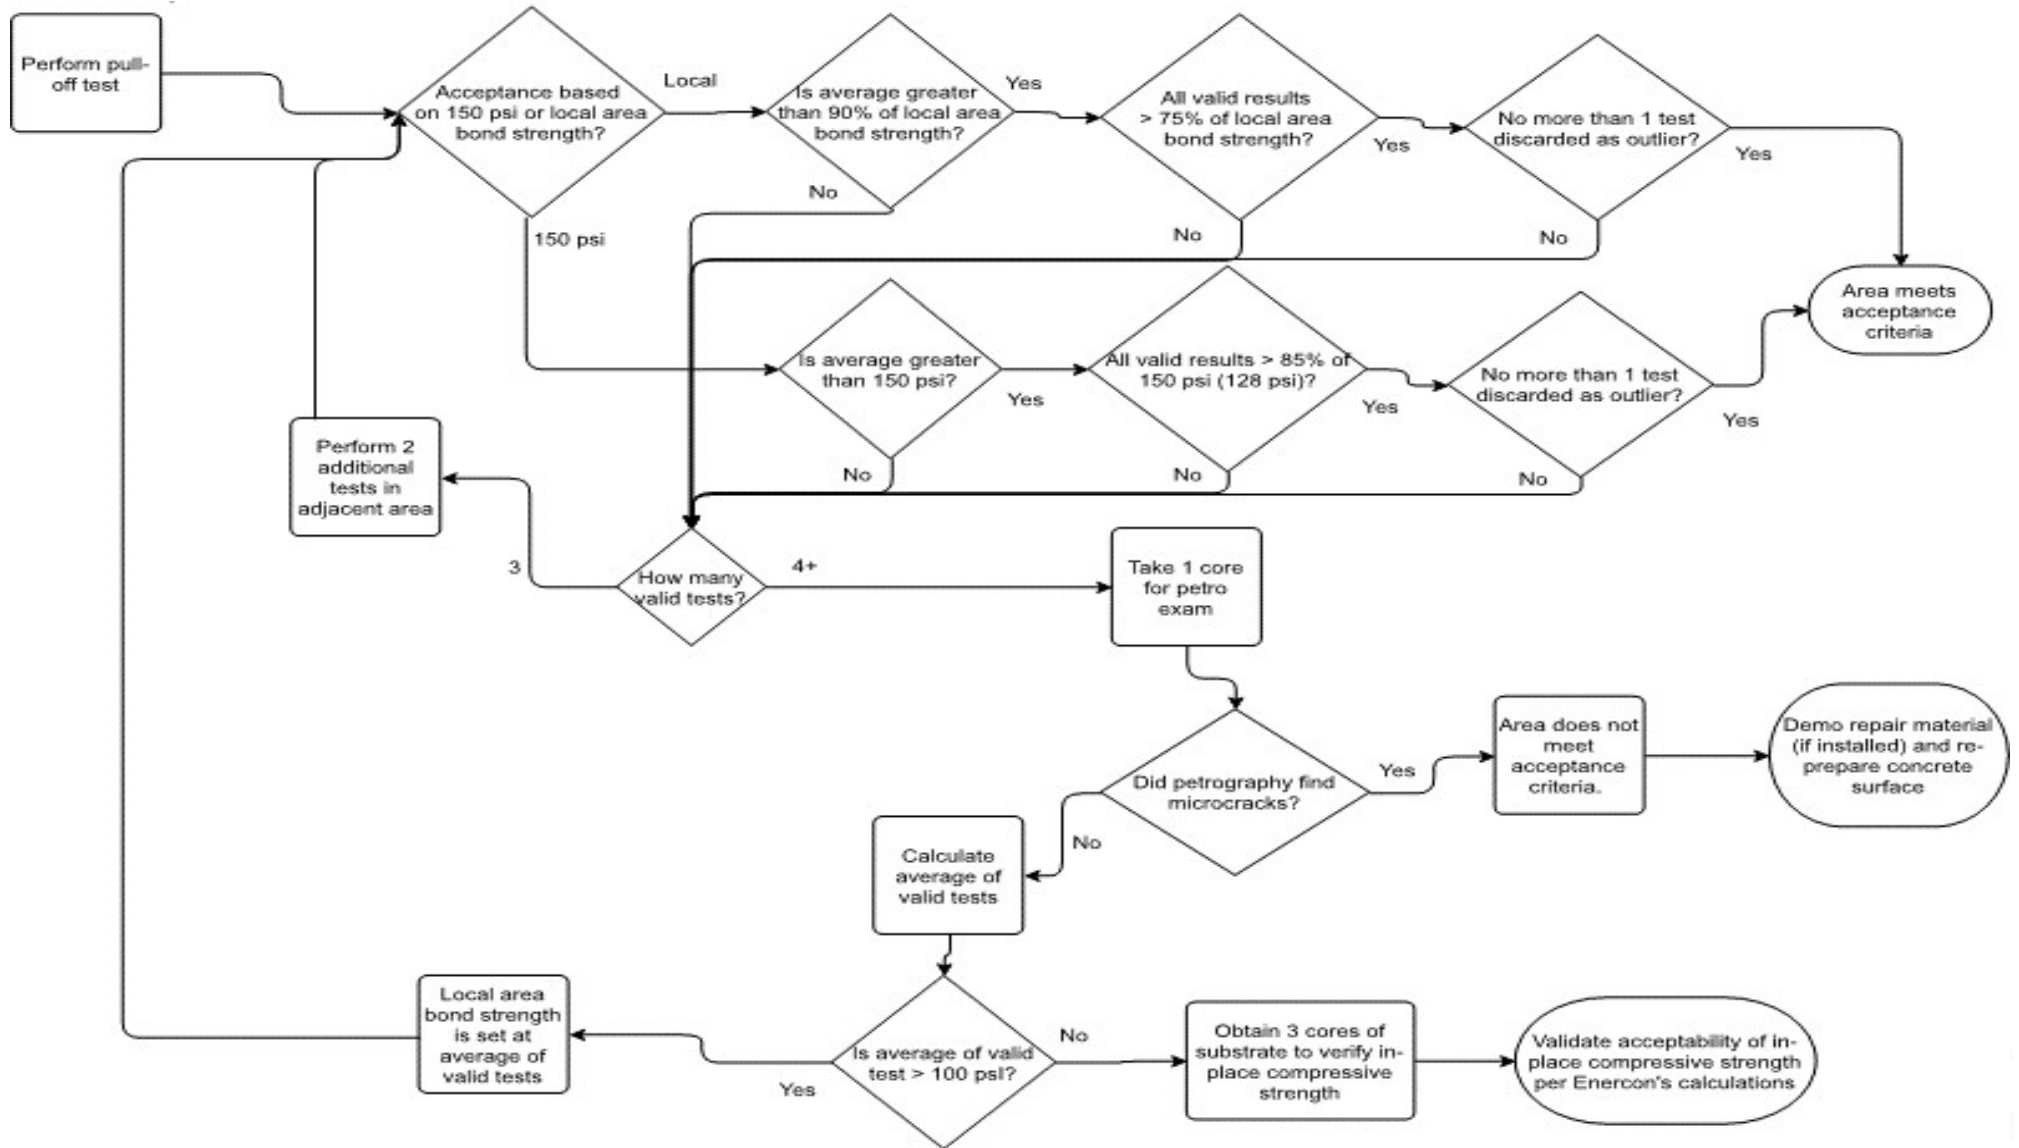 Perform pull-
off test
Acceptance based
on 150 psi or local area
bond strength?
Local
Is average greater
than 90% of local area
bond strength?
Yes
All valid results
> 75% of local area
bond strength?
Yes
No more than 1 test
discarded as outlier?
Yes
No
No
No
150 psi
Area meets
acceptance
criteria
Is average greater
than 150 psi?
Yes
All valid results > 85% of
150 psi (128 psi)?
Yes
No more than 1 test
discarded as outlier?
Yes
No
No
No
Perform 2
additional
tests in
adjacent area
3
How many
valid tests?
4+
Take 1 core
for petro
exam
Did petrography find
microcracks?
Yes
Area does not
meet
acceptance
criteria.
Demo repair material
(if installed) and re-
prepare concrete
surface
No
Calculate
average of
valid tests
Is average of valid
test > 100 psI?
Yes
Local area
bond strength
is set at
average of
valid tests
No
Obtain 3 cores of
substrate to verify in-
place compressive
strength
Validate acceptability of in-
place compressive strength
per Enercon's calculations